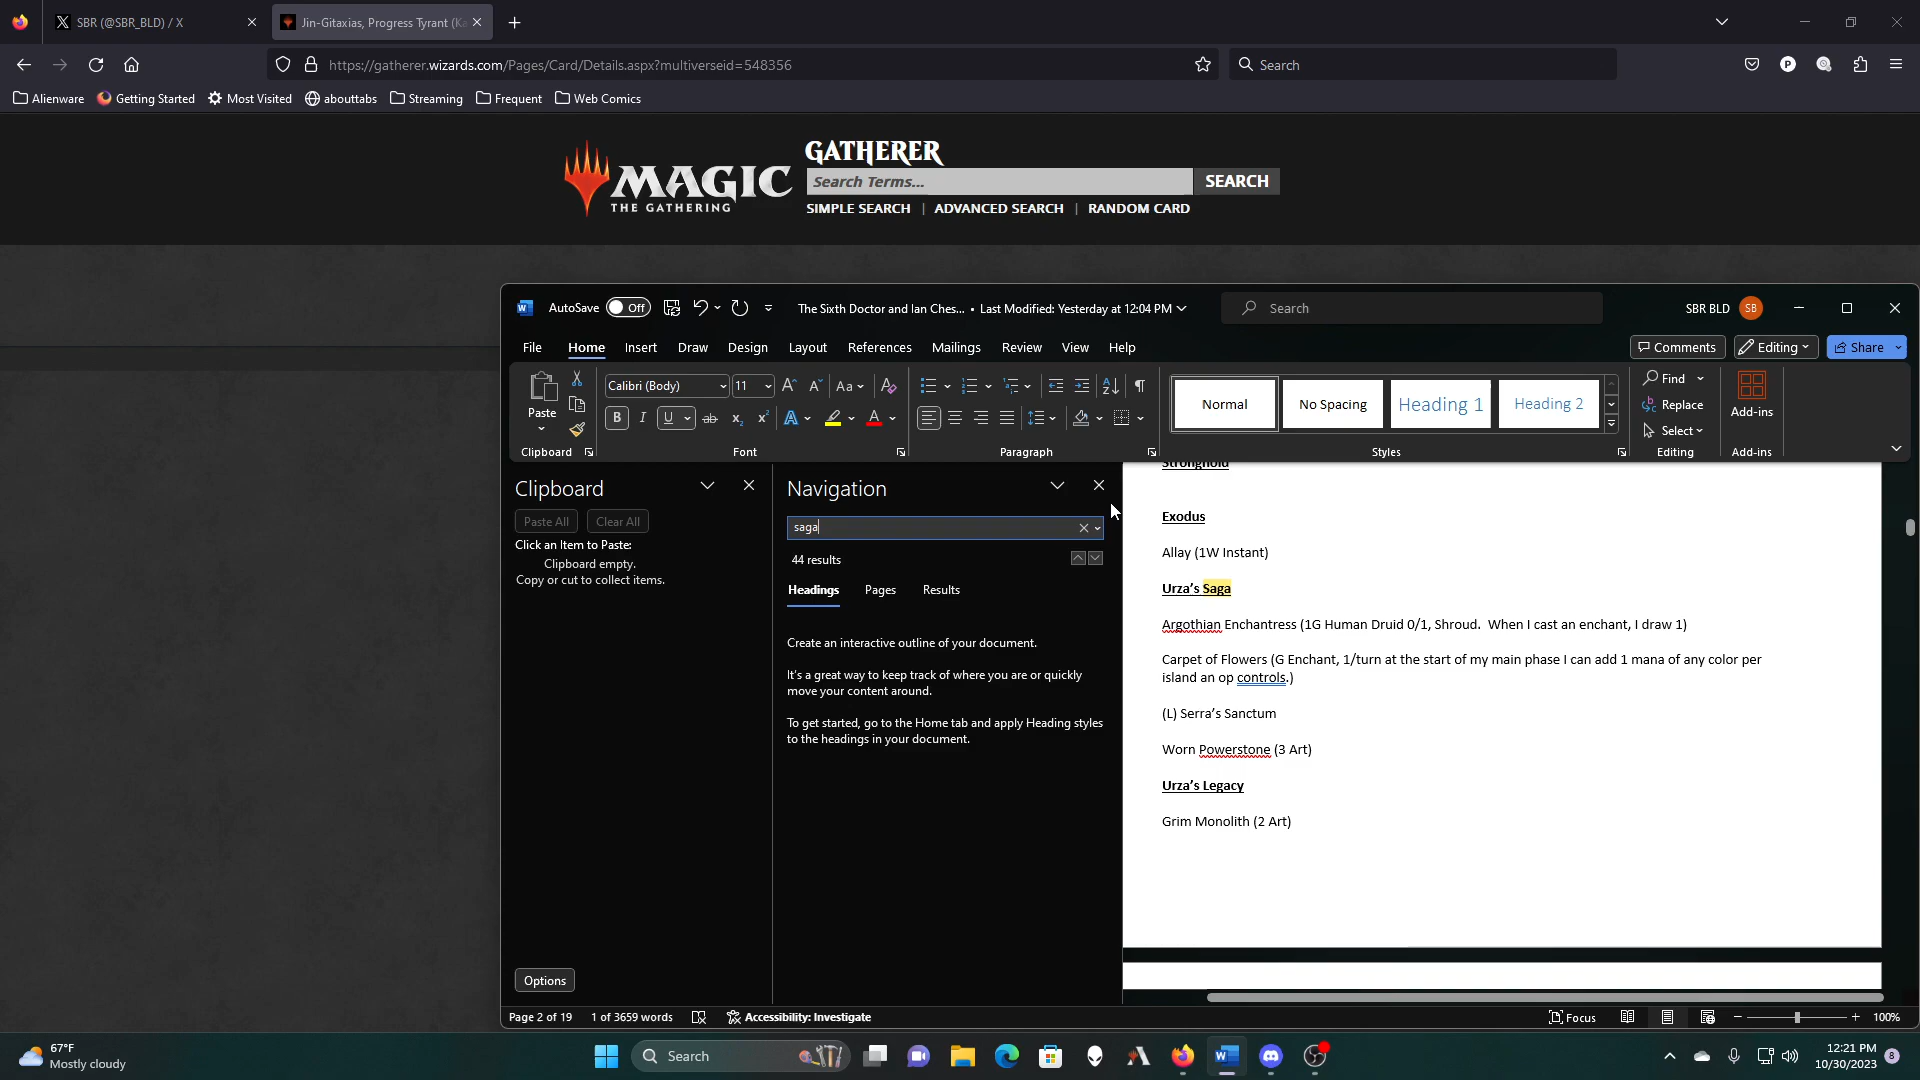 SBR (@SBR_BLD) / X
Jin-Gitaxias, Progress Tyrant (Ka
https://gatherer.wizards.com/Pages/Card/Details.aspx?multiverseid=548356
Search
Alienware
Getting Started
Most Visited
abouttabs
Streaming
Frequent
Web Comics
MAGIC
THE GATHERING
GATHERER
Search Terms...
SEARCH
SIMPLE SEARCH | ADVANCED SEARCH | RANDOM CARD
AutoSave Off
The Sixth Doctor and Ian Ches... • Last Modified: Yesterday at 12:04 PM
Search
SBR BLD SB
File Home Insert Draw Design Layout References Mailings Review View Help
Comments Editing Share
Paste
Clipboard
Calibri (Body) 11
Font
Paragraph
Normal
No Spacing
Heading 1
Heading 2
Styles
Find
Replace
Select
Editing
Add-ins
Add-ins
Clipboard
Paste All Clear All
Click an Item to Paste:
Clipboard empty.
Copy or cut to collect items.
Options
Navigation
saga
44 results
Headings Pages Results
Create an interactive outline of your document.
It's a great way to keep track of where you are or quickly
move your content around.
To get started, go to the Home tab and apply Heading styles
to the headings in your document.
Stronghold
Exodus
Allay (1W Instant)
Urza's Saga
Argothian Enchantress (1G Human Druid 0/1, Shroud. When I cast an enchant, I draw 1)
Carpet of Flowers (G Enchant, 1/turn at the start of my main phase I can add 1 mana of any color per
island an op controls.)
(L) Serra's Sanctum
Worn Powerstone (3 Art)
Urza's Legacy
Grim Monolith (2 Art)
Page 2 of 19 1 of 3659 words Accessibility: Investigate
Focus
100%
67°F
Mostly cloudy
Search
12:21 PM
10/30/2023
8